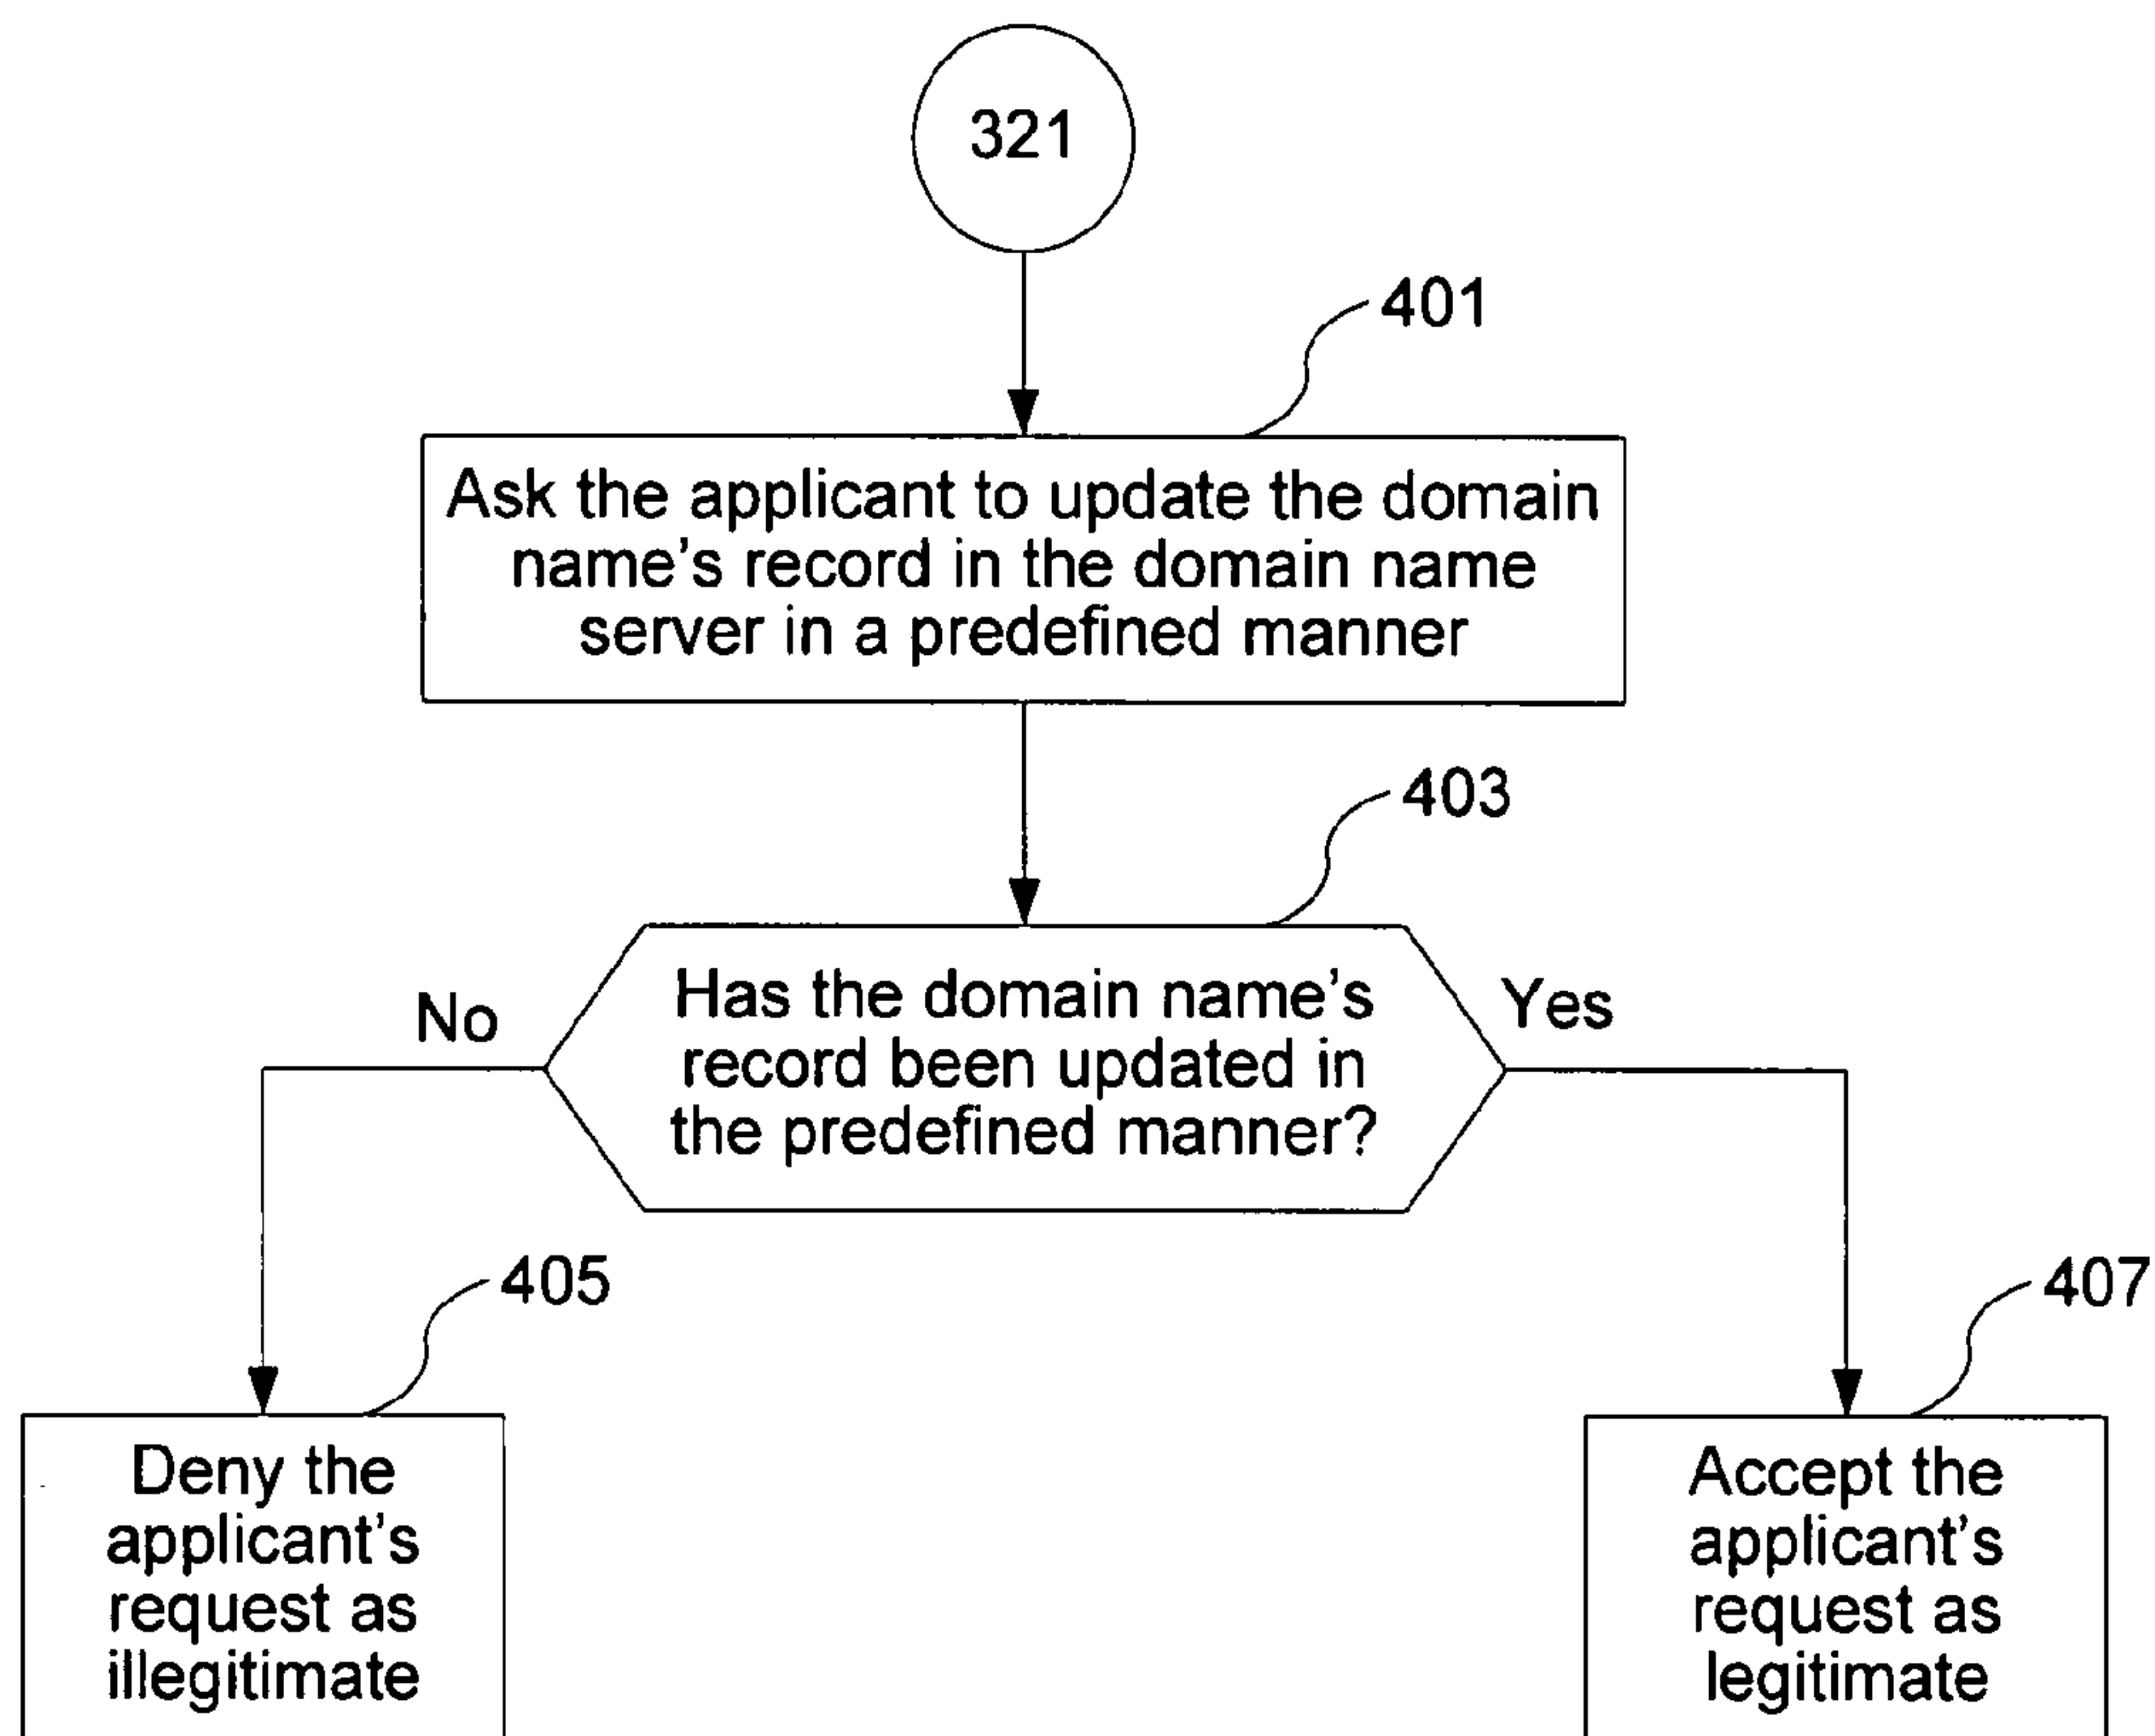 321
401
Ask the applicant to update the domain
name's record in the domain name
server in a predefined manner
403
Has the domain name's
record been updated in
the predefined manner?
No
Yes
405
407
Deny the
applicant's
request as
illegitimate
Accept the
applicant's
request as
legitimate